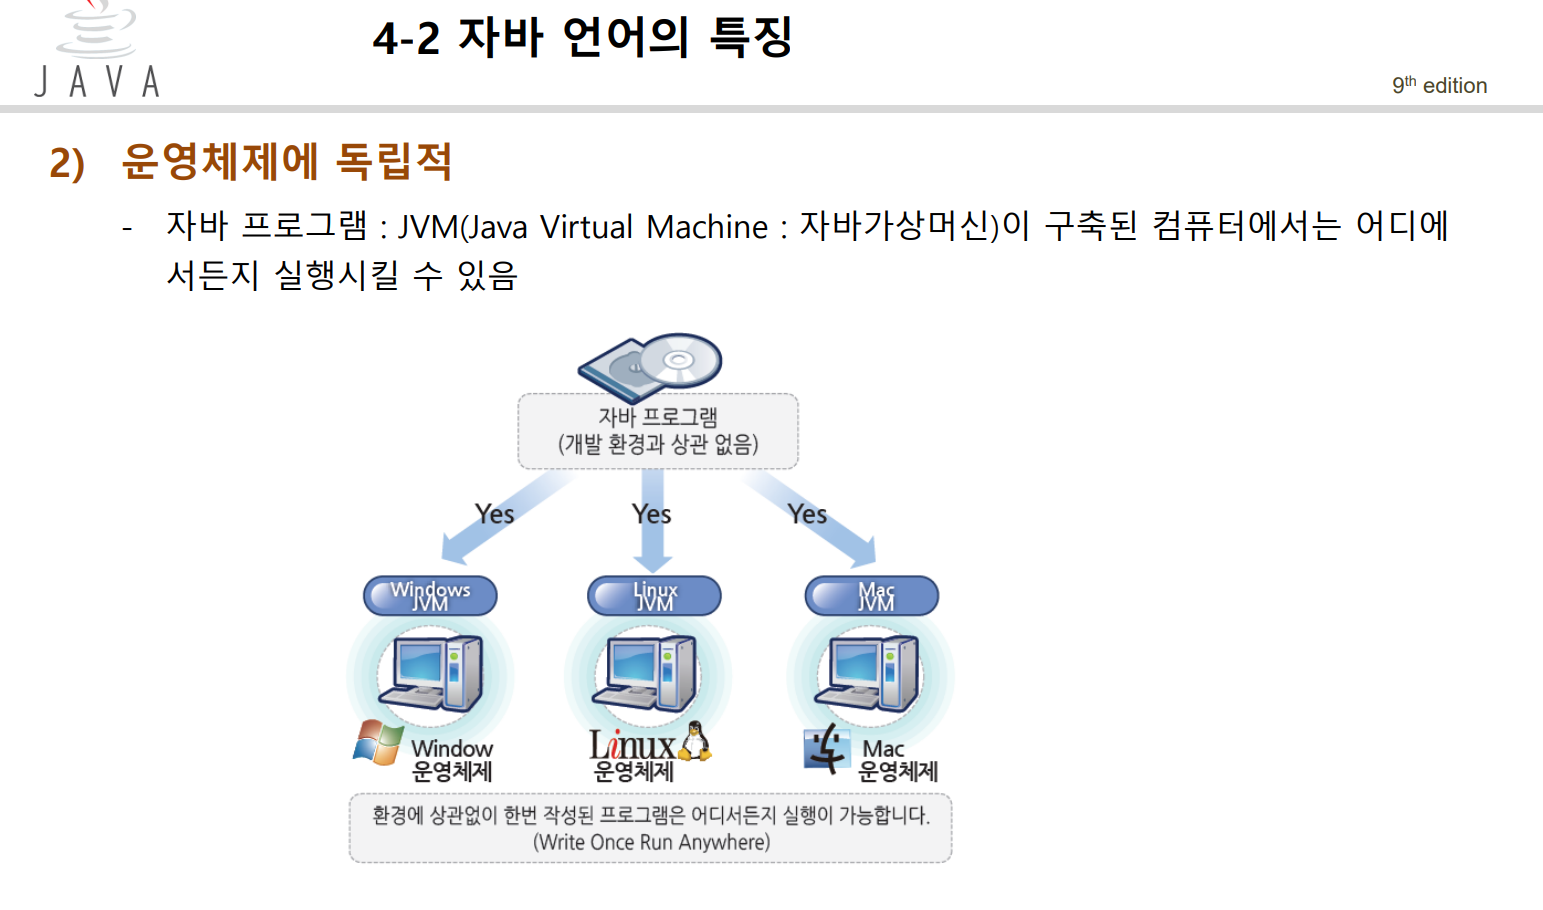 JAVA
4-2 자바 언어의 특징
9th edition
2) 운영체제에 독립적
- 자바 프로그램 : JVM(Java Virtual Machine : 자바가상머신)이 구축된 컴퓨터에서는 어디에
서든지 실행시킬 수 있음
자바 프로그램
(개발 환경과 상관 없음)
Yes Yes Yes
Windows
JVM
Linux
JVM
Mac
JVM
Window
운영체제
Linux
운영체제
Mac
운영체제
환경에 상관없이 한번 작성된 프로그램은 어디서든지 실행이 가능합니다.
(Write Once Run Anywhere)